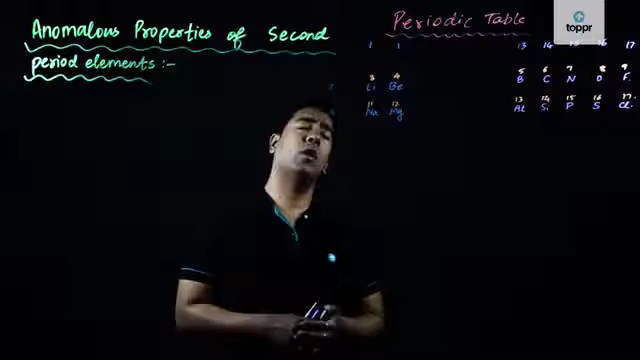 Anomalous Properties of Second
period elements :-
Periodic Table
toppr
1 1 13 14 15 16 17
3 4 5 6 7 8 9
Li Be B C N O F
11 12 13 14 15 16 17.
Na Mg Al Si P S Cl